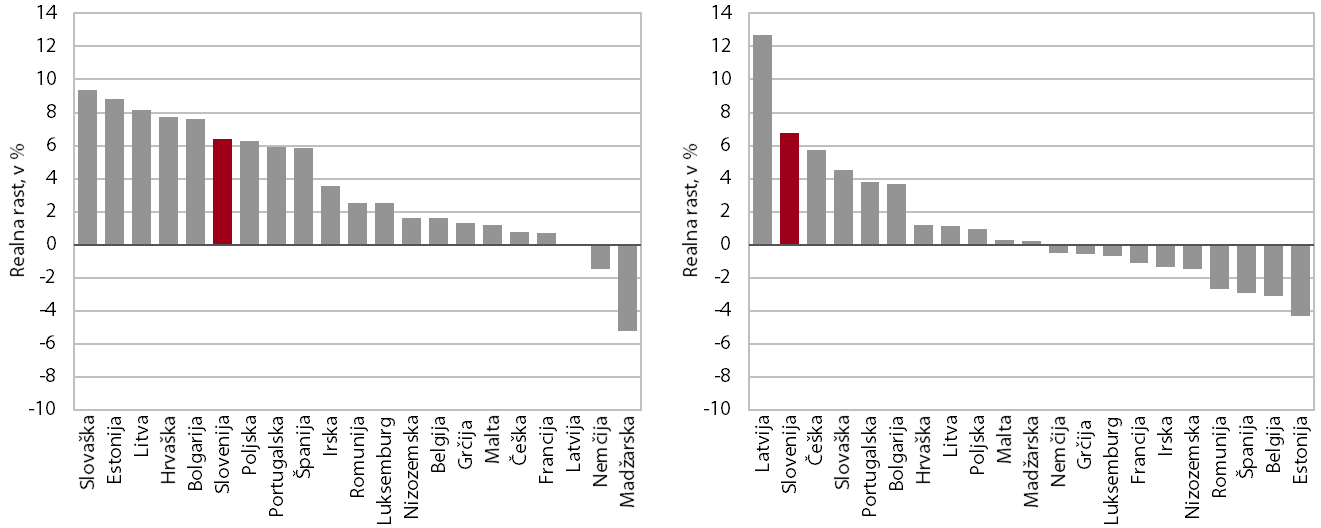 Realna rast, v %
14
12
10
8
6
4
2
0
-2
-4
-6
-8
-10
Slovaška
Estonija
Litva
Hrvaška
Bolgarija
Slovenija
Poljska
Portugalska
Španija
Irska
Romunija
Luksemburg
Nizozemska
Belgija
Grčija
Malta
Češka
Francija
Latvija
Nemčija
Madžarska
Realna rast, v %
14
12
10
8
6
4
2
0
-2
-4
-6
-8
-10
Latvija
Slovenija
Češka
Slovaška
Portugalska
Bolgarija
Hrvaška
Litva
Poljska
Malta
Madžarska
Nemčija
Grčija
Luksemburg
Francija
Irska
Nizozemska
Romunija
Španija
Belgija
Estonija